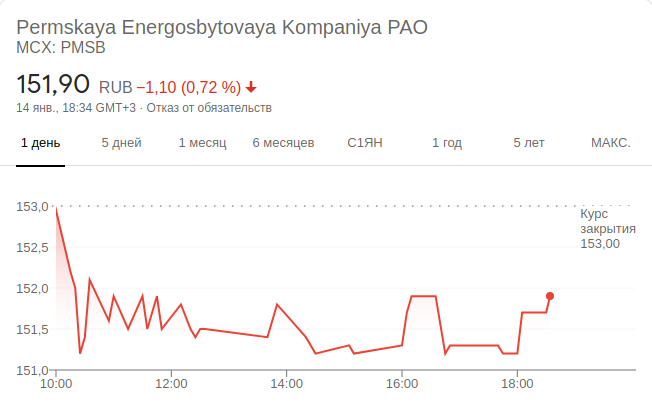 Permskaya Energosbytovaya Kompaniya PAO
MCX: PMSB
151,90 RUB −1,10 (0,72 %)
14 янв., 18:34 GMT+3 · Отказ от обязательств
1 день 5 дней 1 месяц 6 месяцев С1ЯН 1 год 5 лет МАКС.
153,0
Курс
закрытия
153,00
152,5
152,0
151,5
151,0
10:00 12:00 14:00 16:00 18:00